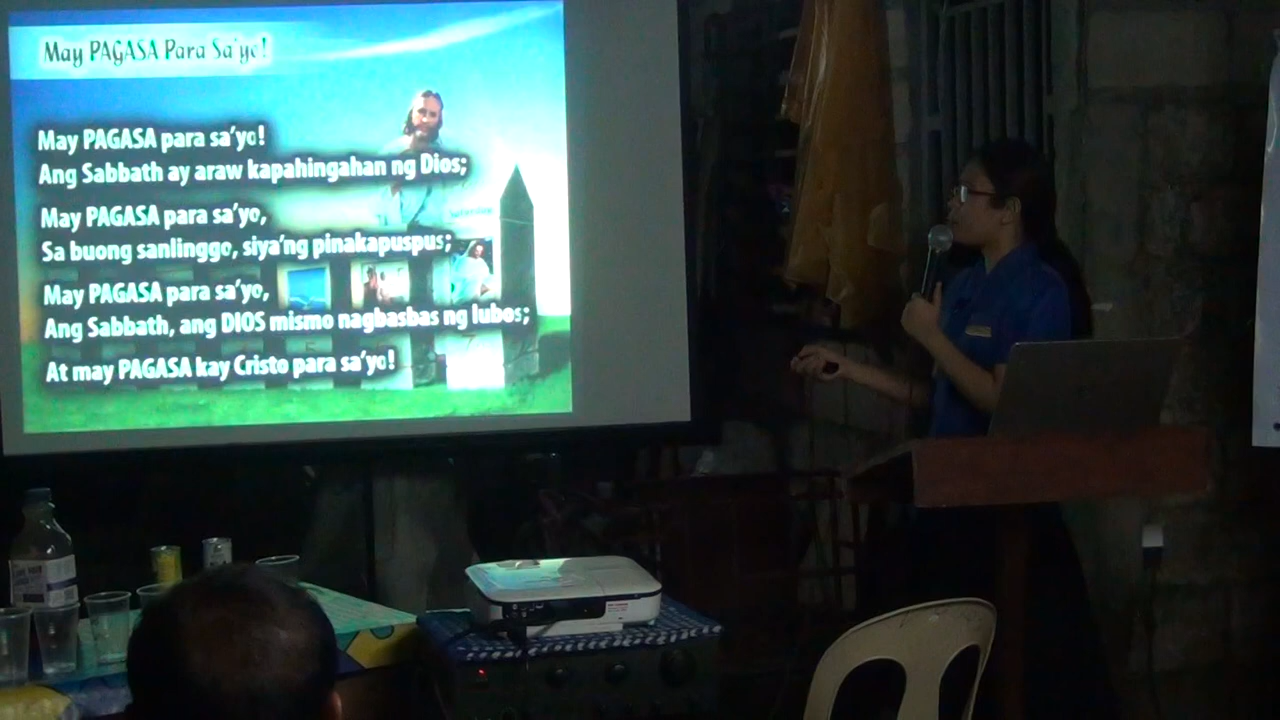 May PAGASA Para Sa'yo!
May PAGASA para sa'yo!
Ang Sabbath ay araw kapahingahan ng Dios;
May PAGASA para sa'yo,
Sa buong sanlinggo, siya'ng pinakapuspus;
May PAGASA para sa'yo,
Ang Sabbath, ang DIOS mismo nagbasbas ng lubos;
At may PAGASA kay Cristo para sa'yo!